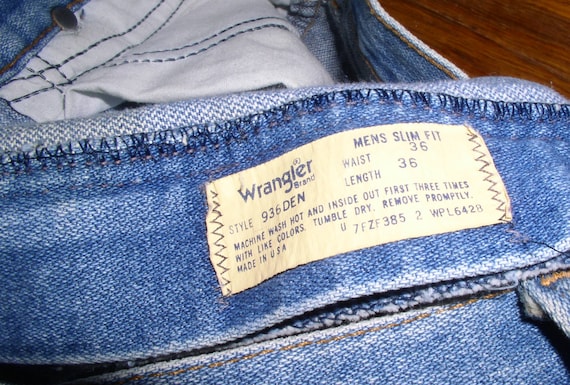 MENS SLIM FIT
Wrangler
Brand
WAIST 36
LENGTH 36
STYLE 936DEN
MACHINE WASH HOT AND INSIDE OUT FIRST THREE TIMES
WITH LIKE COLORS. TUMBLE DRY. REMOVE PROMPTLY.
MADE IN U.S.A U 7FZF385 2 WPL6428